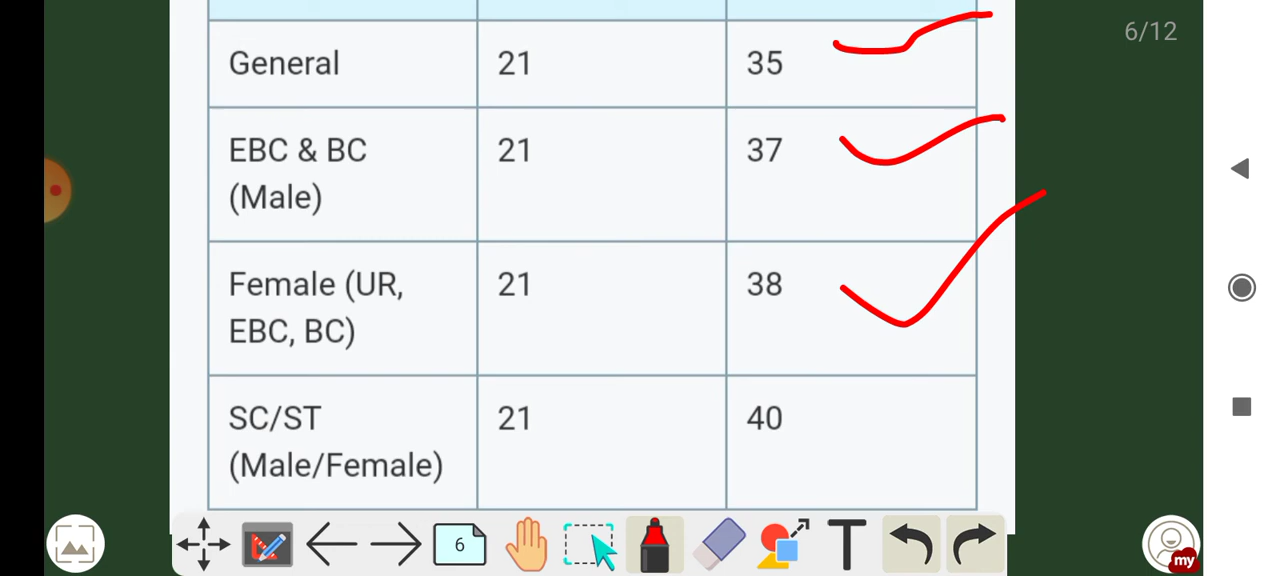 6/12
General 21 35
EBC & BC 21 37
(Male)
Female (UR, 21 38
EBC, BC)
SC/ST 21 40
(Male/Female)
6
T
my